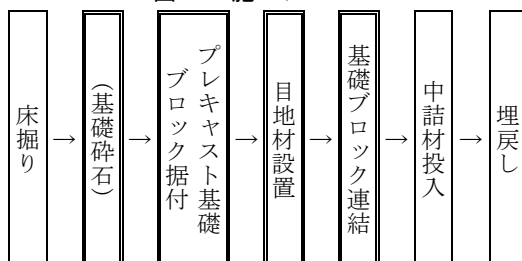 床掘り
→
(基礎砕石)
→
プレキャスト基礎
ブロック据付
→
目地材設置
→
基礎ブロック連結
→
中詰材投入
→
埋戻し